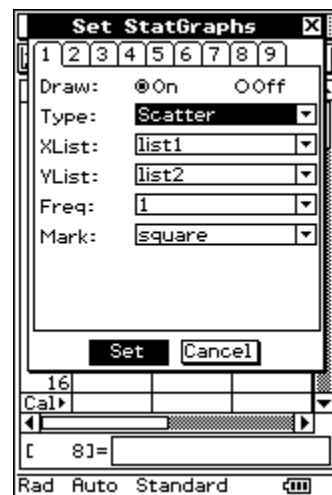 Set StatGraphs X
1 2 3 4 5 6 7 8 9
Draw: On Off
Type: Scatter
XList: list1
YList: list2
Freq: 1
Mark: square
Set Cancel
16
Cal
[ 8]=
Rad Auto Standard